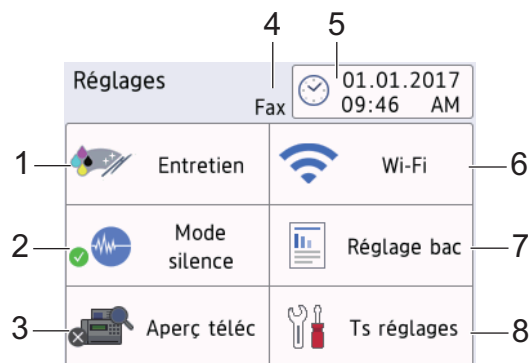 4 5
Réglages
Fax
01.01.2017
09:46 AM
1 Entretien
Wi-Fi 6
2 Mode
silence
Réglage bac 7
3 Aperç téléc
Ts réglages 8